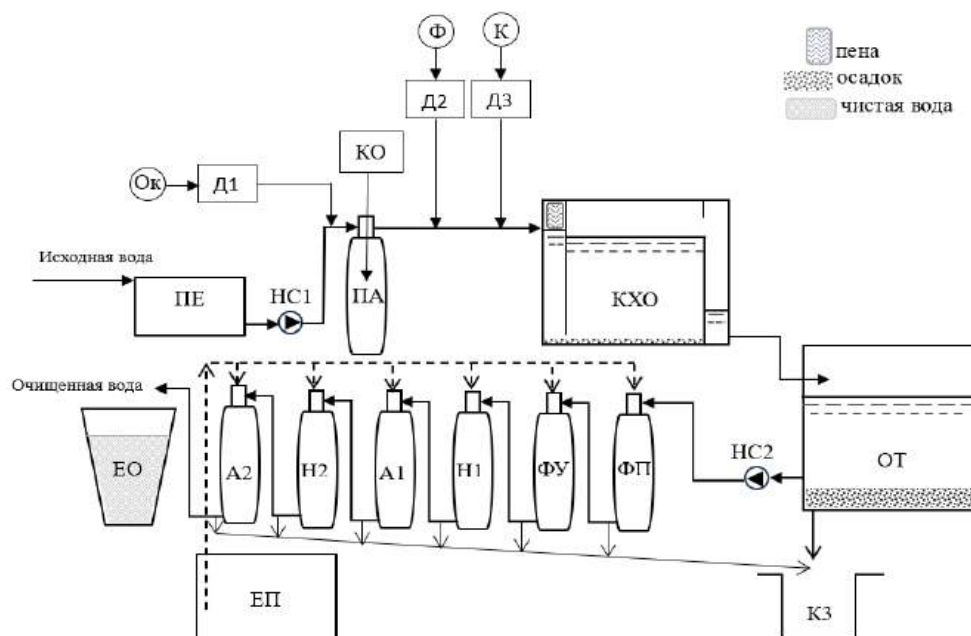 Ф
К
пена
осадок
чистая вода
Д2
Д3
КО
Ок
Д1
Исходная вода
ПЕ
НС1
ПА
КХО
Очищенная вода
НС2
ОТ
ЕО
А2
Н2
А1
Н1
ФУ
ФП
ЕП
КЗ